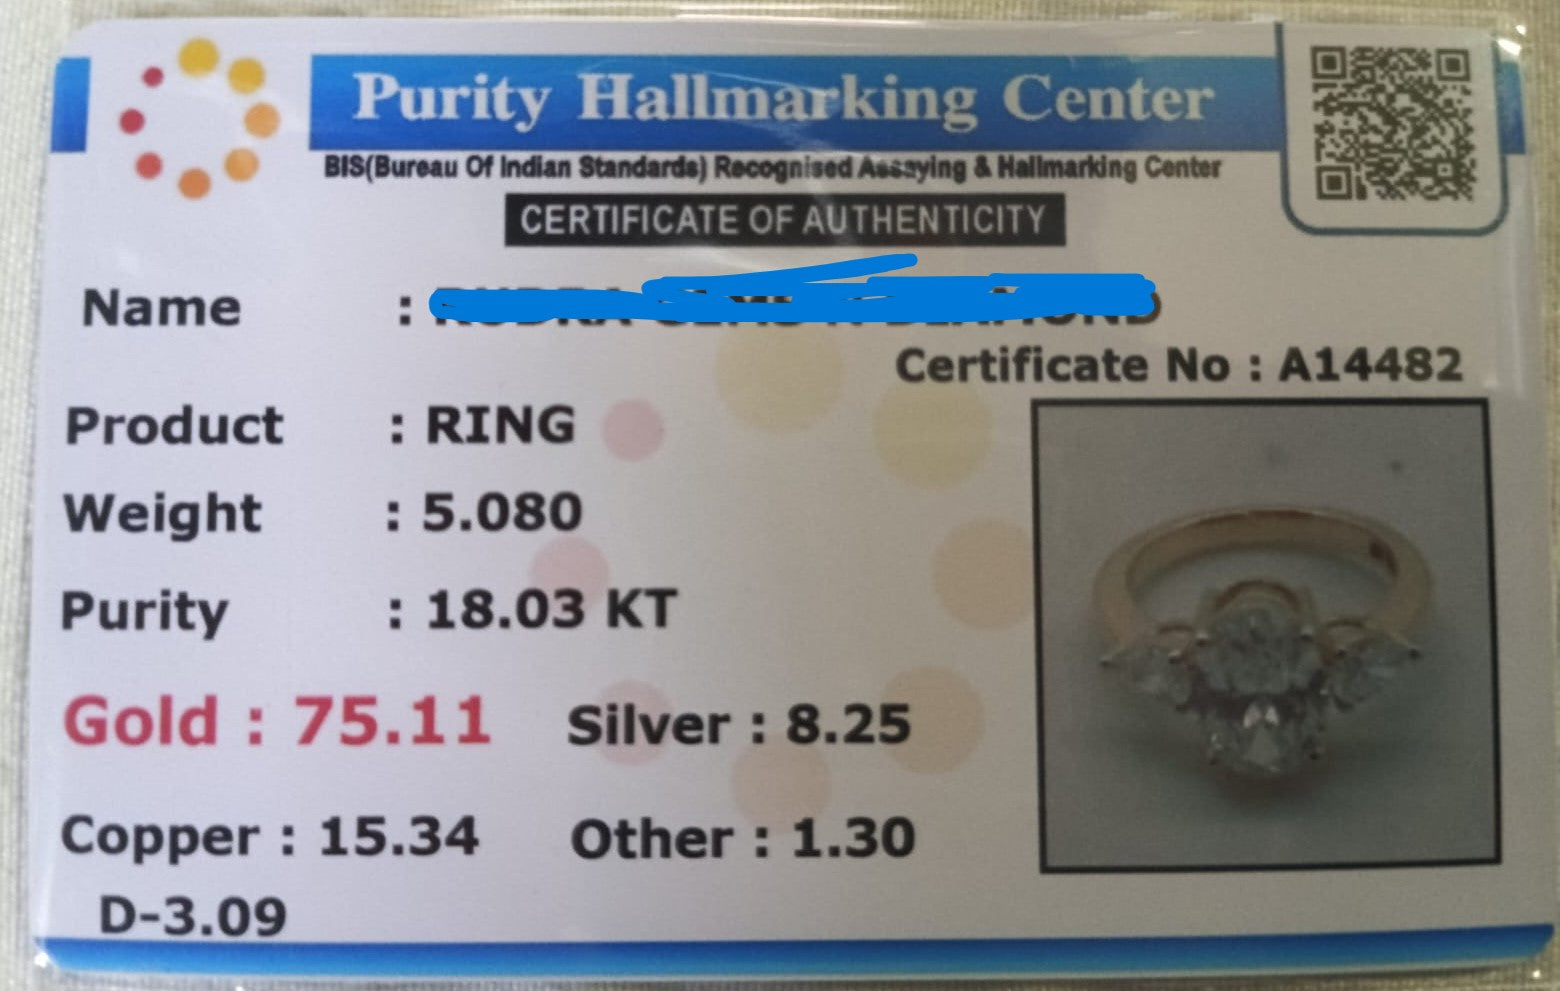 Purity Hallmarking Center
BIS(Bureau Of Indian Standards) Recognised Assaying & Hallmarking Center
CERTIFICATE OF AUTHENTICITY
Name :
Certificate No : A14482
Product : RING
Weight : 5.080
Purity : 18.03 KT
Gold : 75.11 Silver : 8.25
Copper : 15.34 Other : 1.30
D-3.09